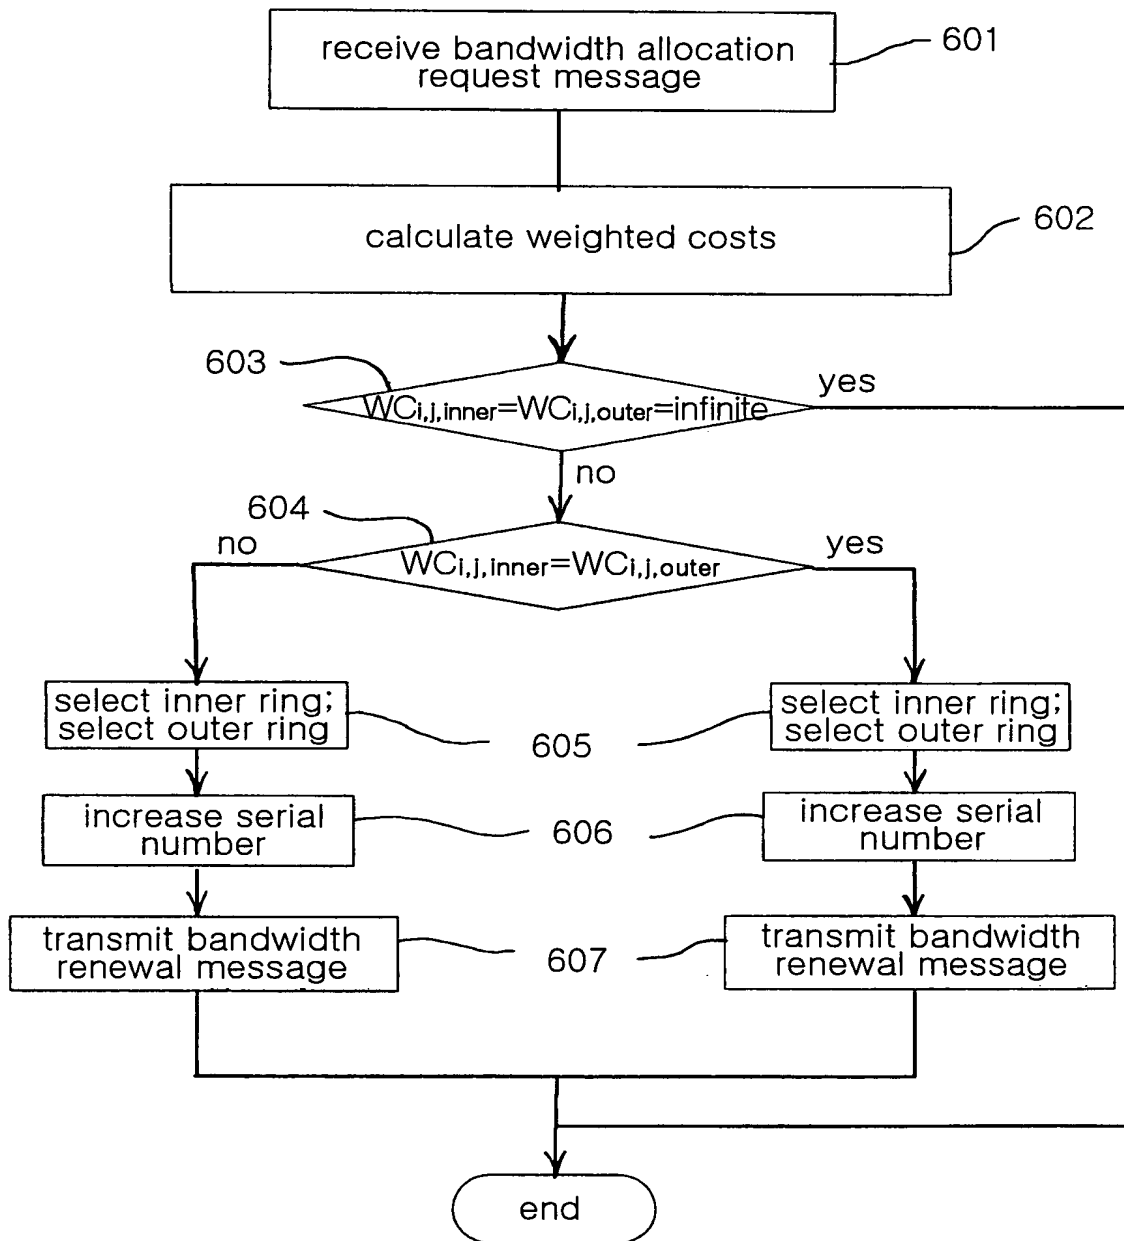 receive bandwidth allocation
request message
601
calculate weighted costs
602
603
WCi,j,inner=WCi,j,outer=infinite
yes
no
604
WCi,j,inner=WCi,j,outer
no
yes
select inner ring;
select outer ring
605
select inner ring;
select outer ring
increase serial
number
606
increase serial
number
transmit bandwidth
renewal message
607
transmit bandwidth
renewal message
end